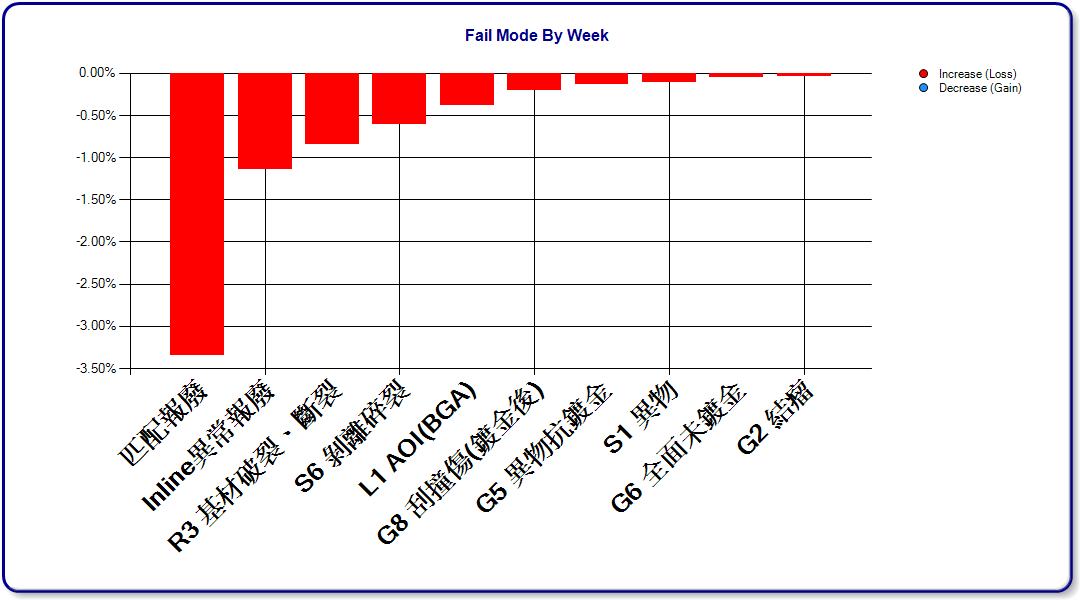 Fail Mode By Week
Increase (Loss)
Decrease (Gain)
0.00%
-0.50%
-1.00%
-1.50%
-2.00%
-2.50%
-3.00%
-3.50%
匹配報廢
Inline異常報廢
R3 基材破裂、斷裂
S6 剝離碎裂
L1 AOI(BGA)
G8 刮撞傷(鍍金後)
G5 異物抗鍍金
S1 異物
G6 全面未鍍金
G2 結瘤